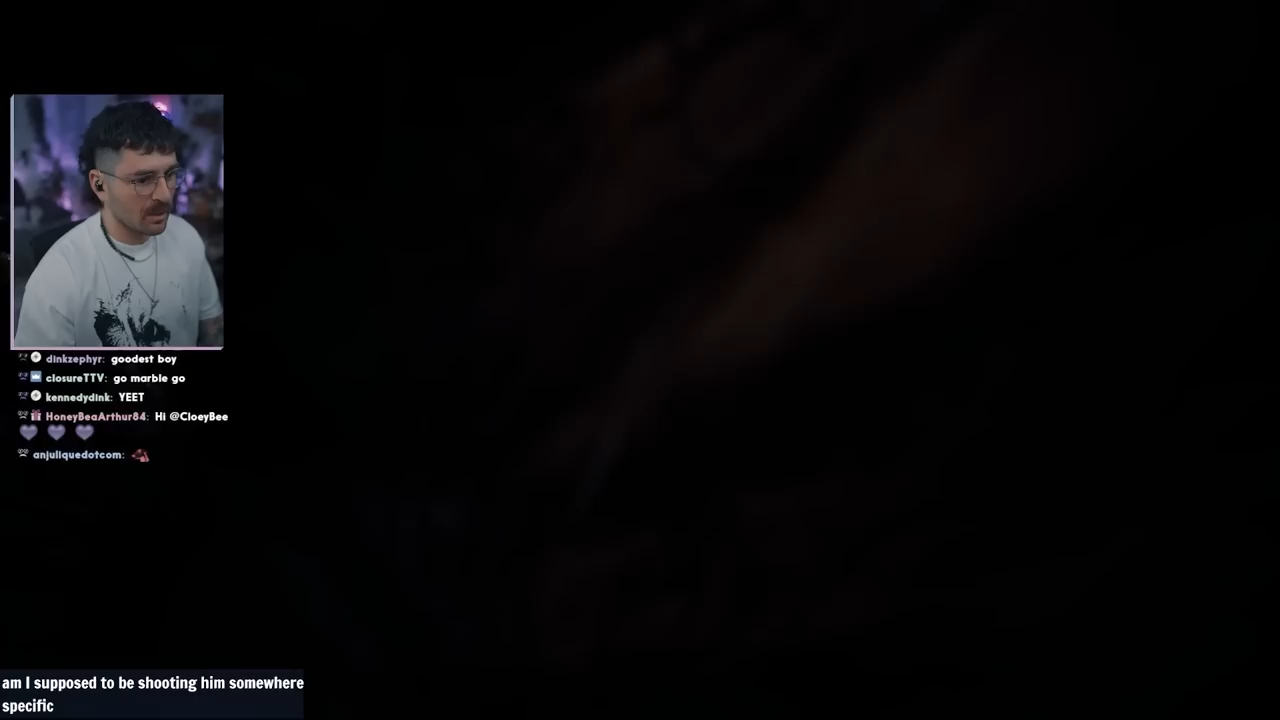 dinkzephyr: goodest boy
closureTTV: go marble go
kennedydink: YEET
HoneyBeaArthur84: Hi @CloeyBee
anjuliquedotcom:
am I supposed to be shooting him somewhere
specific